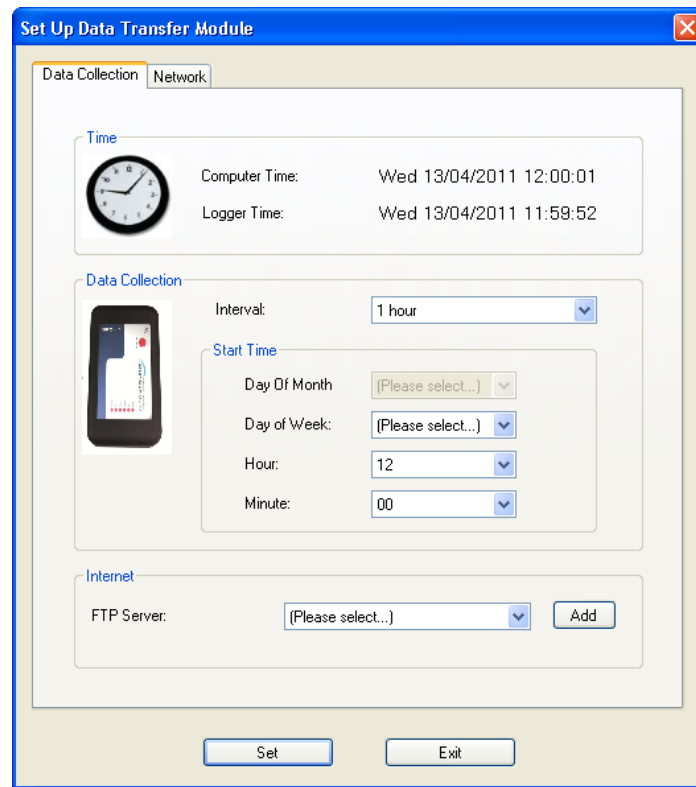 Set Up Data Transfer Module
Data Collection Network
Time
Computer Time: Wed 13/04/2011 12:00:01
Logger Time: Wed 13/04/2011 11:59:52
Data Collection
Interval: 1 hour
Start Time
Day Of Month (Please select...)
Day of Week: (Please select...)
Hour: 12
Minute: 00
Internet
FTP Server: (Please select...) Add
Set Exit